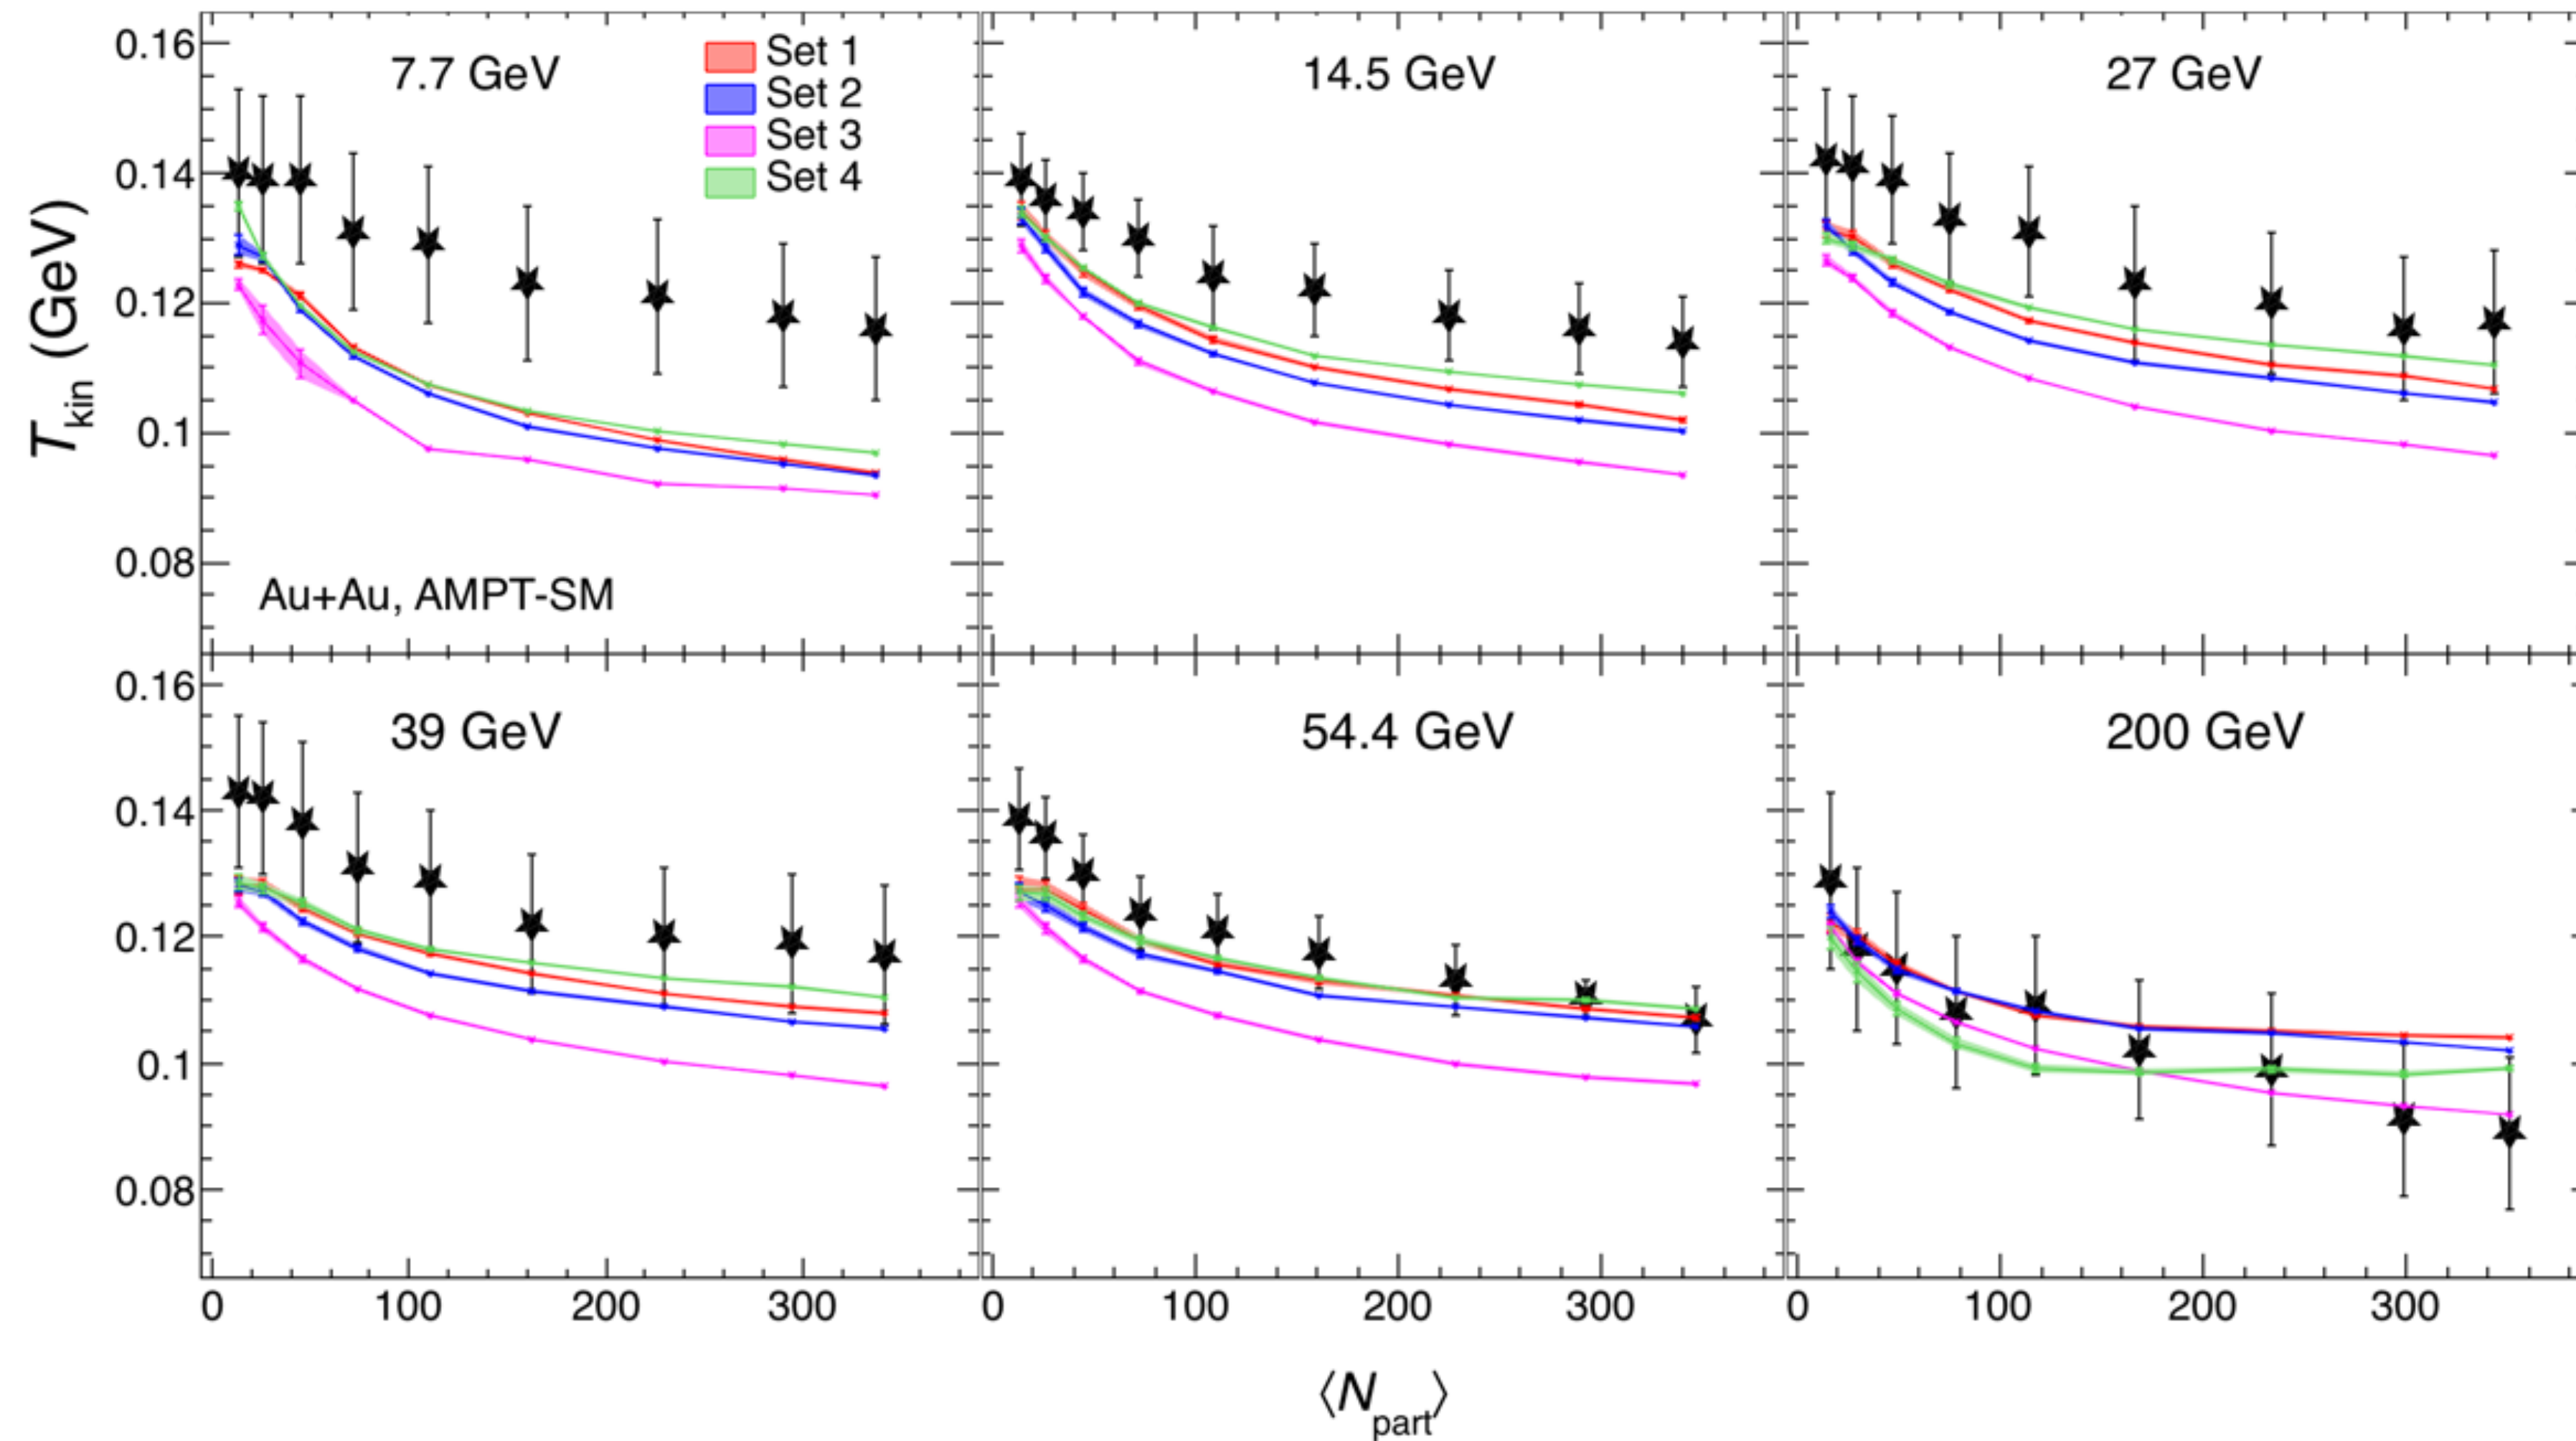 0.16
0.14
0.12
0.1
0.08
7.7 GeV
Set 1
Set 2
Set 3
Set 4
Au+Au, AMPT-SM
14.5 GeV
27 GeV
T_kin (GeV)
0.16
0.14
0.12
0.1
0.08
39 GeV
54.4 GeV
200 GeV
0 100 200 300
0 100 200 300
0 100 200 300
⟨N_part⟩